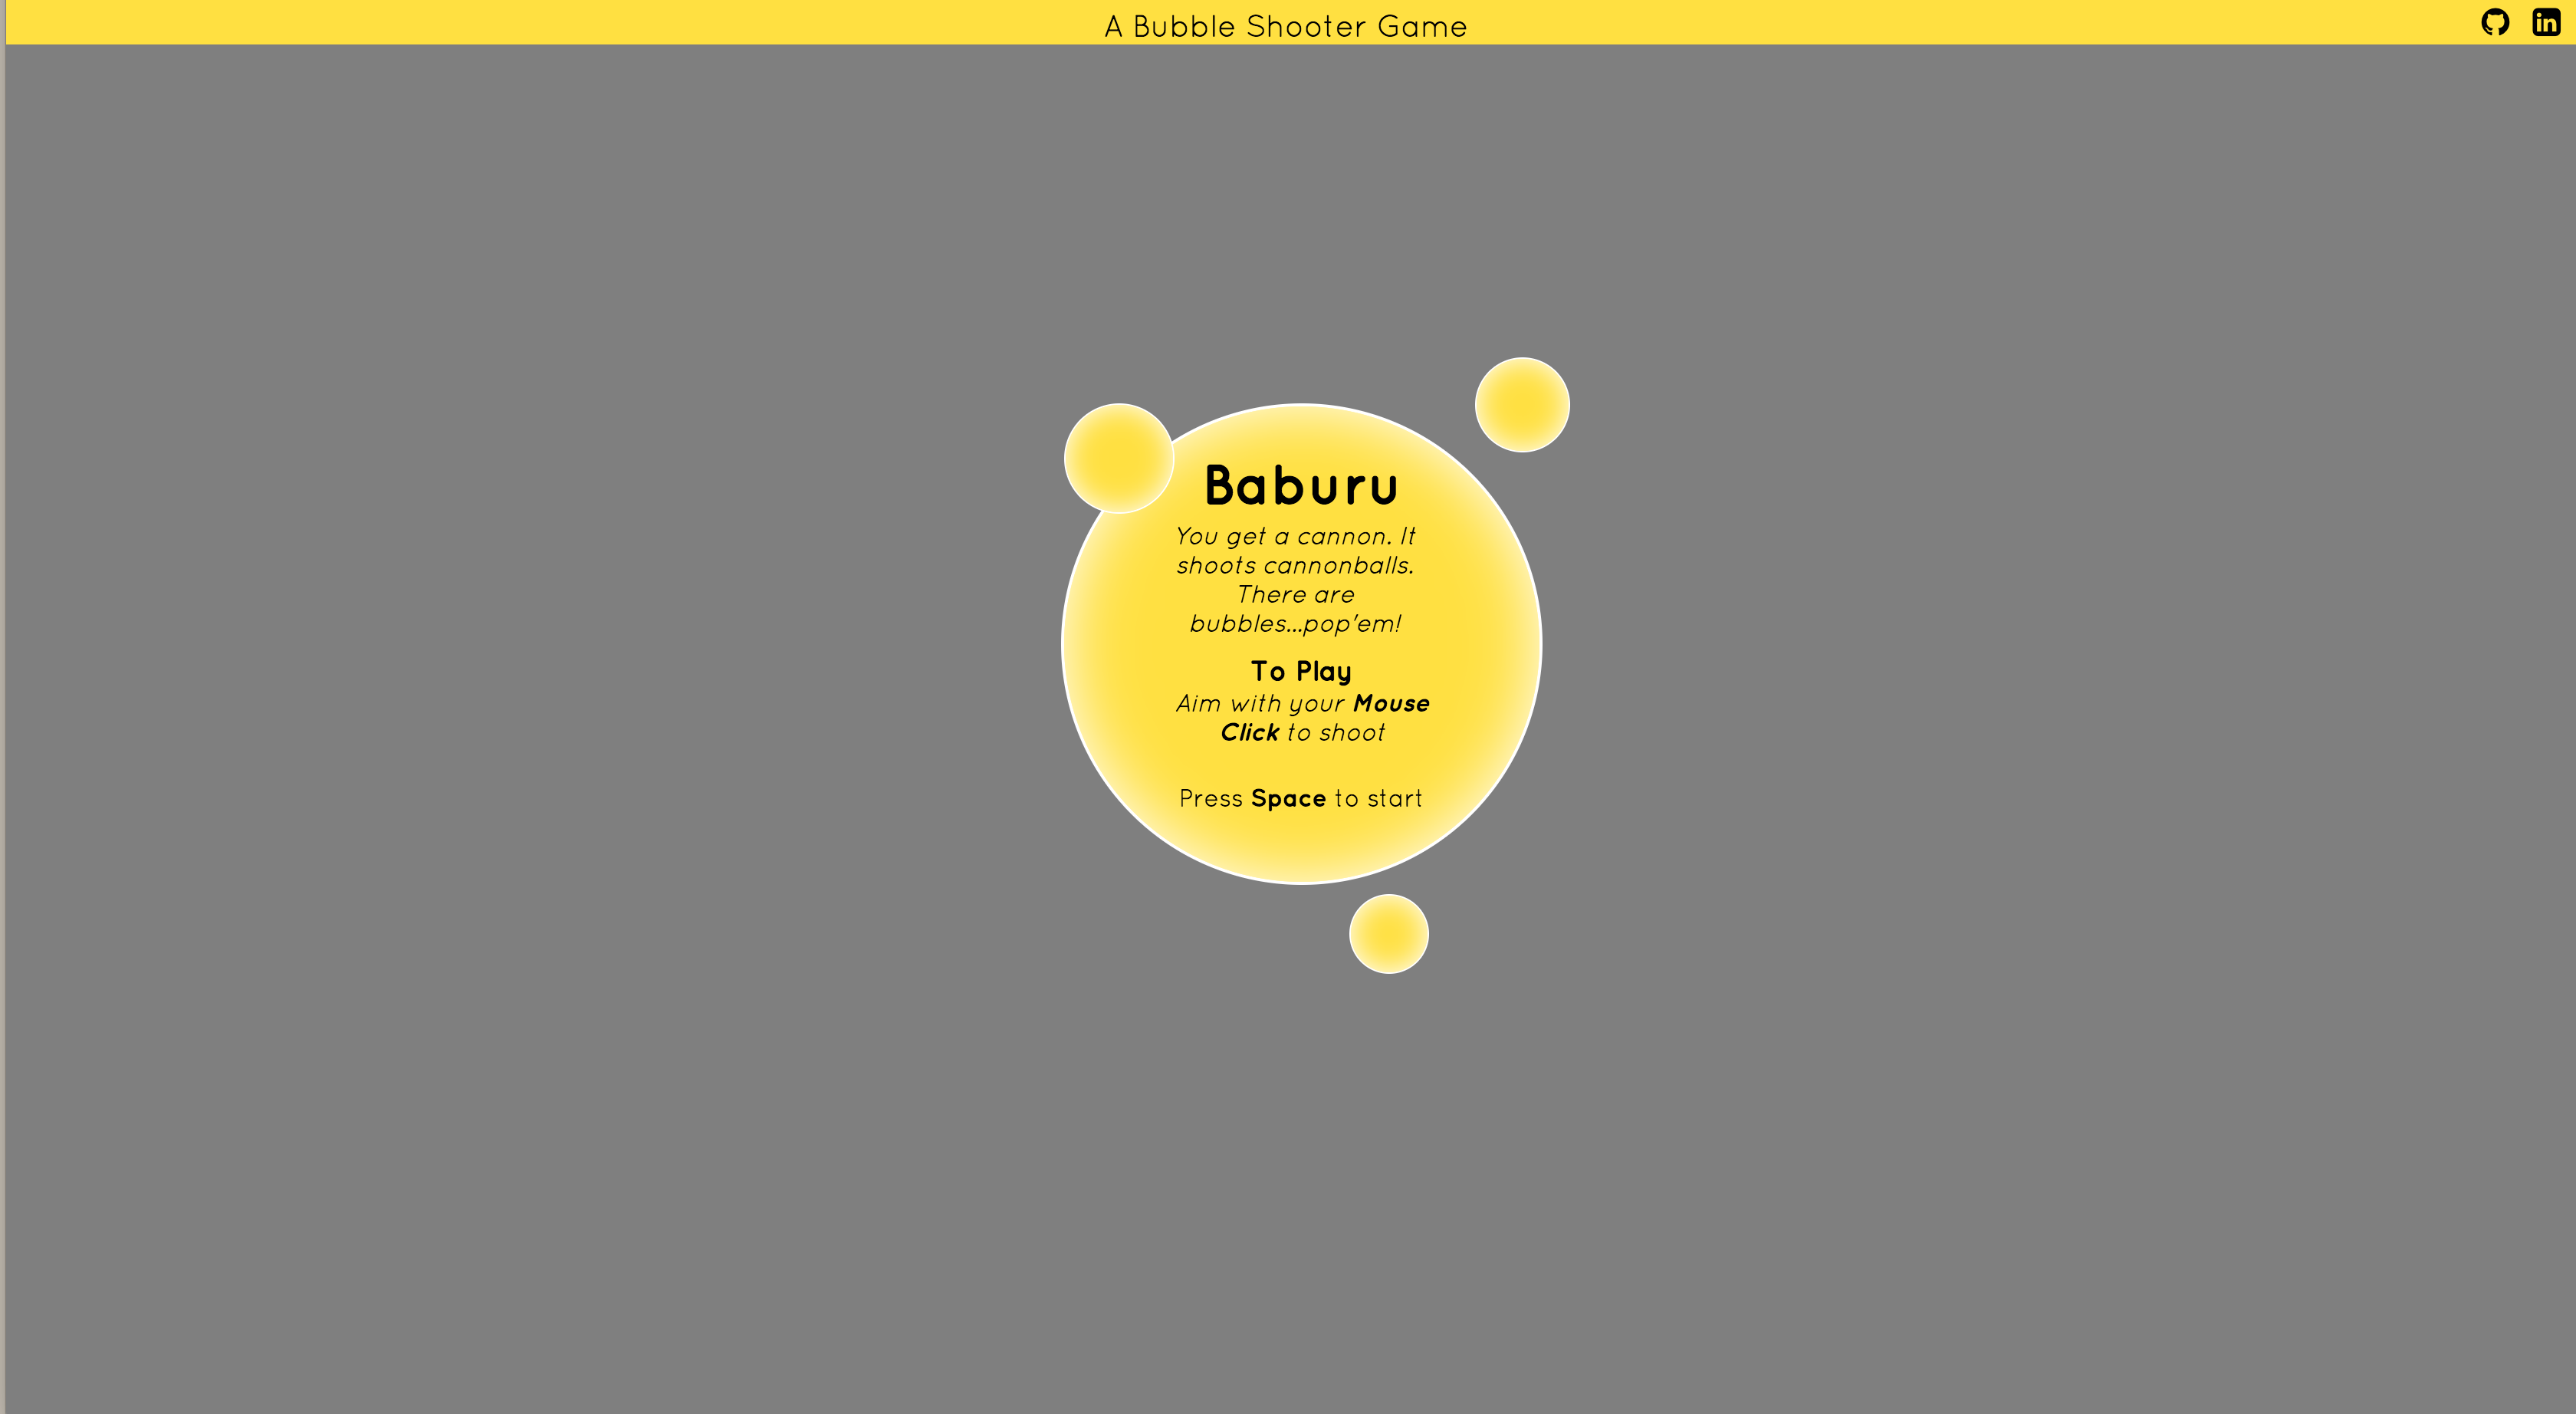 A Bubble Shooter Game
in
Baburu
You get a cannon. It
shoots cannonballs.
There are
bubbles...pop'em!
To Play
Aim with your Mouse
Click to shoot
Press Space to start